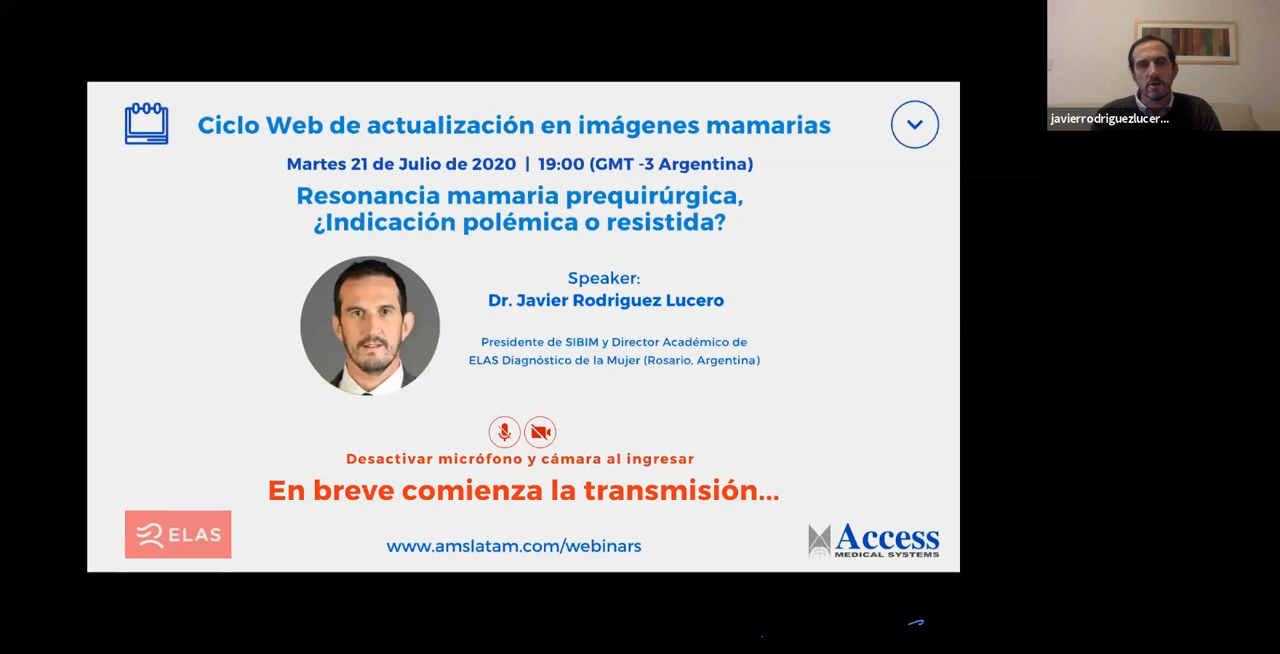 Ciclo Web de actualización en imágenes mamarias
Martes 21 de Julio de 2020 | 19:00 (GMT -3 Argentina)
Resonancia mamaria prequirúrgica,
¿Indicación polémica o resistida?
Speaker:
Dr. Javier Rodriguez Lucero
Presidente de SIBIM y Director Académico de
ELAS Diagnóstico de la Mujer (Rosario, Argentina)
Desactivar micrófono y cámara al ingresar
En breve comienza la transmisión...
ELAS
www.amslatam.com/webinars
Access
MEDICAL SYSTEMS
javierrodriguezlucer...